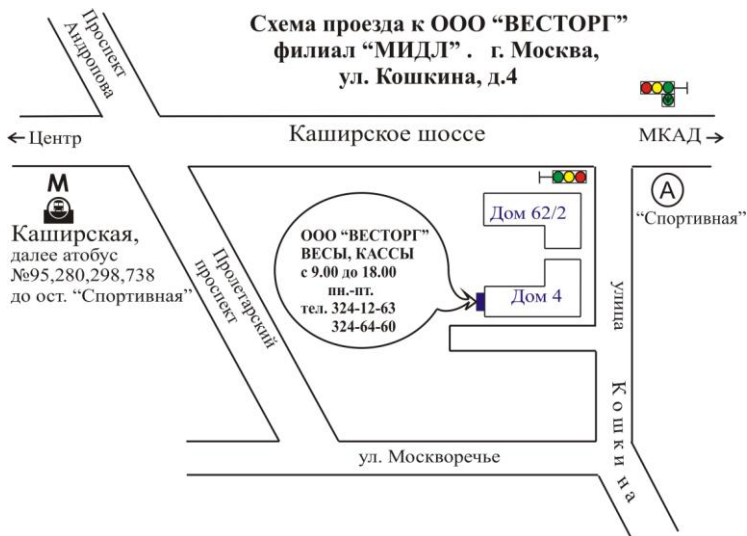 Схема проезда к ООО “ВЕСТОРГ”
филиал “МИДЛ” . г. Москва,
ул. Кошкина, д.4
Проспект
Андропова
← Центр
Каширское шоссе
МКАД →
М
Каширская,
далее атобус
№95,280,298,738
до ост. “Спортивная”
Пролетарский
проспект
ООО “ВЕСТОРГ”
ВЕСЫ, КАССЫ
с 9.00 до 18.00
пн.-пт.
тел. 324-12-63
324-64-60
Дом 62/2
Дом 4
А
“Спортивная”
улица
Кошкина
ул. Москворечье